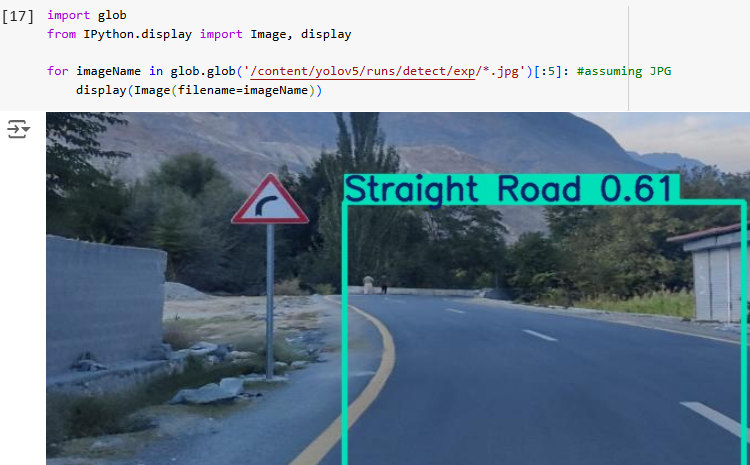 [17] import glob
from IPython.display import Image, display
for imageName in glob.glob('/content/yolov5/runs/detect/exp/*.jpg')[:5]: #assuming JPG
    display(Image(filename=imageName))
Straight Road 0.61